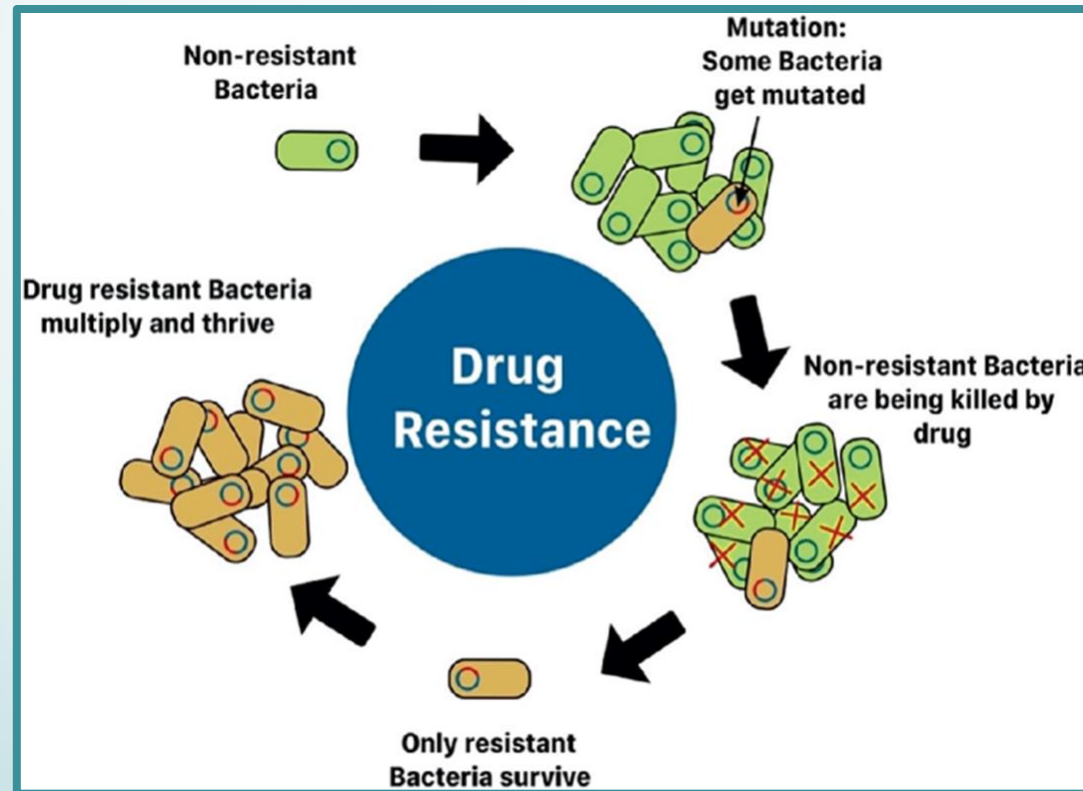 Non-resistant
Bacteria
Mutation:
Some Bacteria
get mutated
Non-resistant Bacteria
are being killed by
drug
Only resistant
Bacteria survive
Drug resistant Bacteria
multiply and thrive
Drug
Resistance